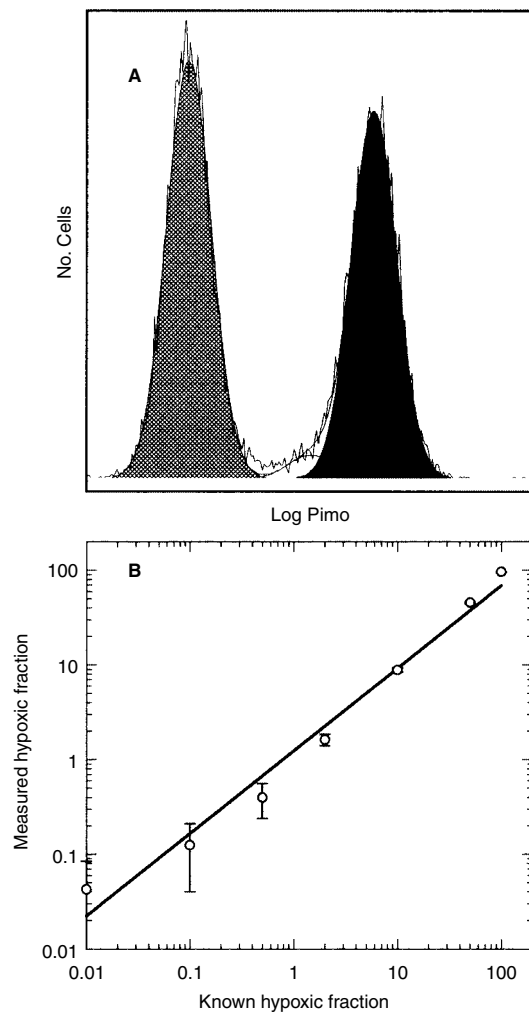 A
No. Cells
Log Pimo
B
100
10
1
0.1
0.01
Measured hypoxic fraction
0.01 0.1 1 10 100
Known hypoxic fraction